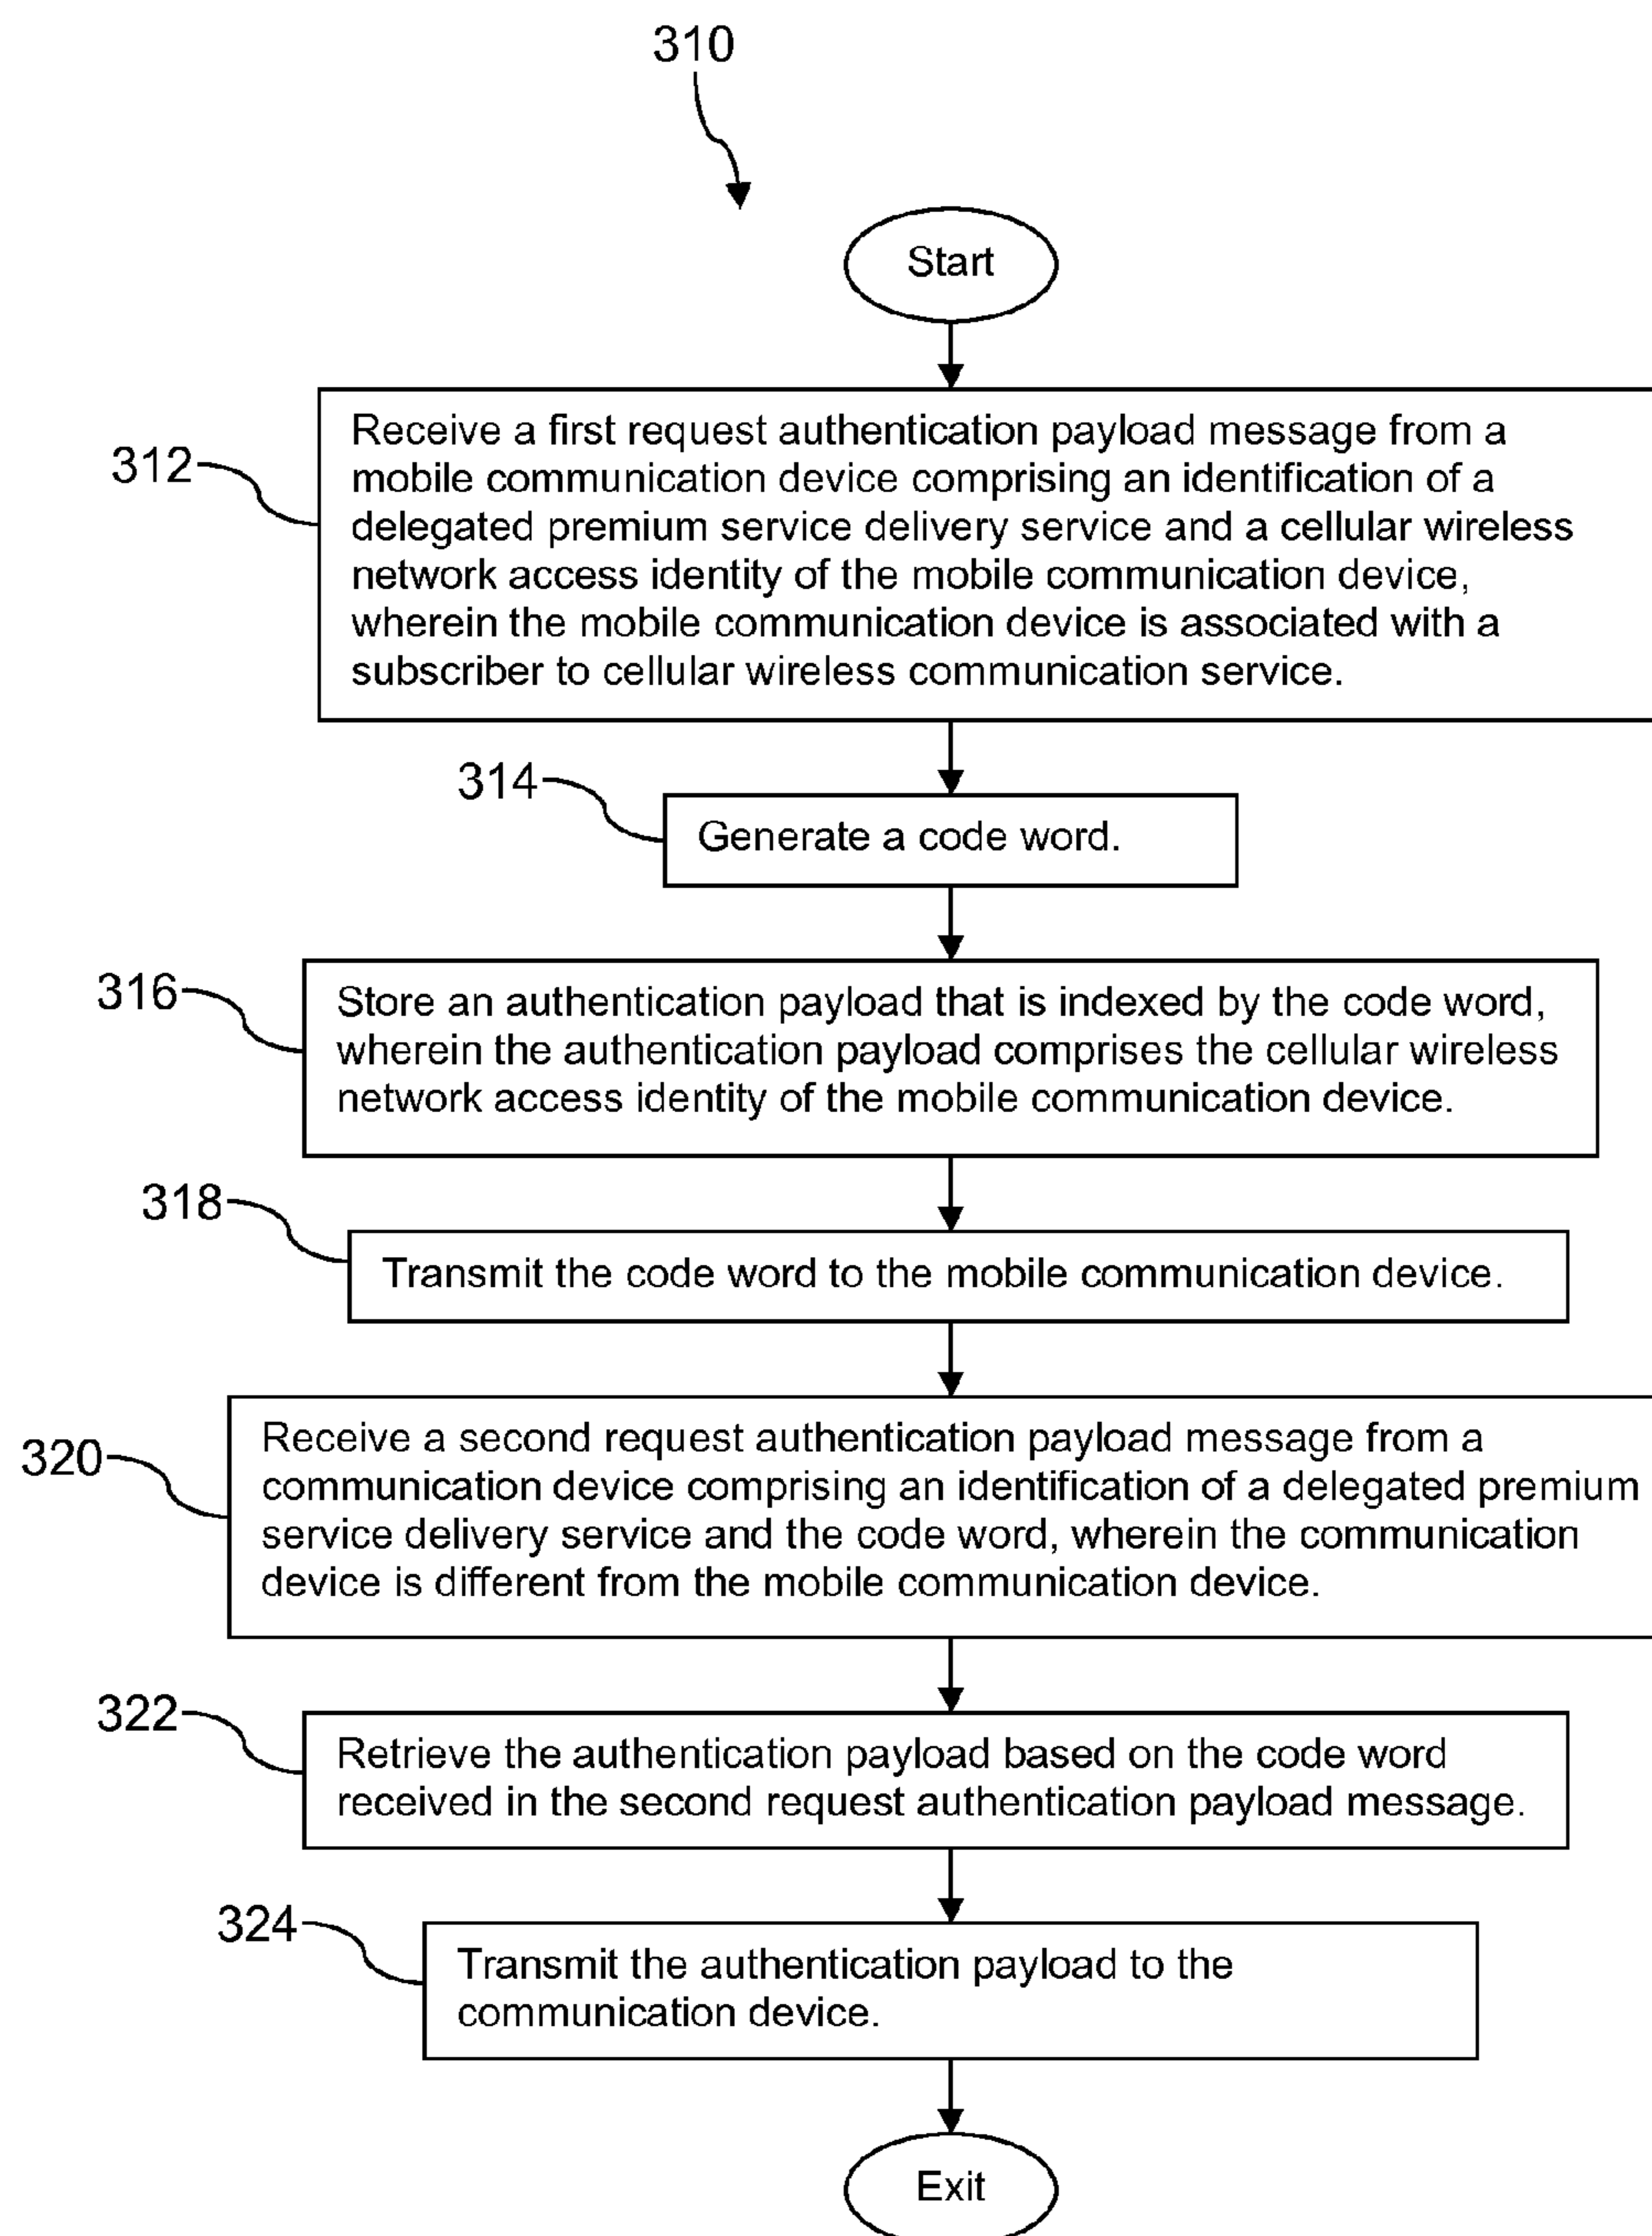 310
Start
312
Receive a first request authentication payload message from a
mobile communication device comprising an identification of a
delegated premium service delivery service and a cellular wireless
network access identity of the mobile communication device,
wherein the mobile communication device is associated with a
subscriber to cellular wireless communication service.
314
Generate a code word.
316
Store an authentication payload that is indexed by the code word,
wherein the authentication payload comprises the cellular wireless
network access identity of the mobile communication device.
318
Transmit the code word to the mobile communication device.
320
Receive a second request authentication payload message from a
communication device comprising an identification of a delegated premium
service delivery service and the code word, wherein the communication
device is different from the mobile communication device.
322
Retrieve the authentication payload based on the code word
received in the second request authentication payload message.
324
Transmit the authentication payload to the
communication device.
Exit